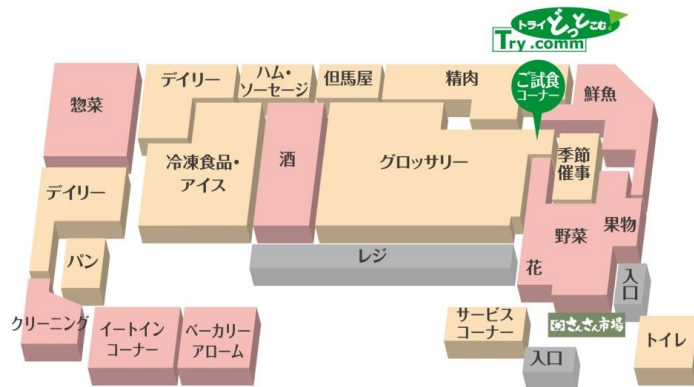 トライどっとこむ
Try.comm
ご試食
コーナー
惣菜
デイリー
ハム・
ソーセージ
但馬屋
精肉
鮮魚
冷凍食品・
アイス
酒
グロッサリー
季節
催事
デイリー
パン
レジ
花
野菜
果物
入口
クリーニング
イートイン
コーナー
ベーカリー
アローム
サービス
コーナー
さんさん市場
入口
トイレ